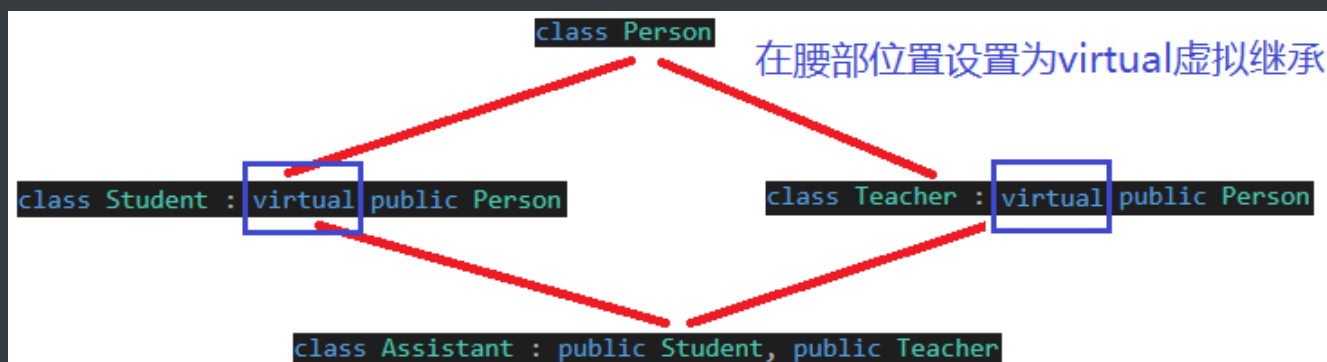 class Person
在腰部位置设置为virtual虚拟继承
class Student : virtual public Person
class Teacher : virtual public Person
class Assistant : public Student, public Teacher